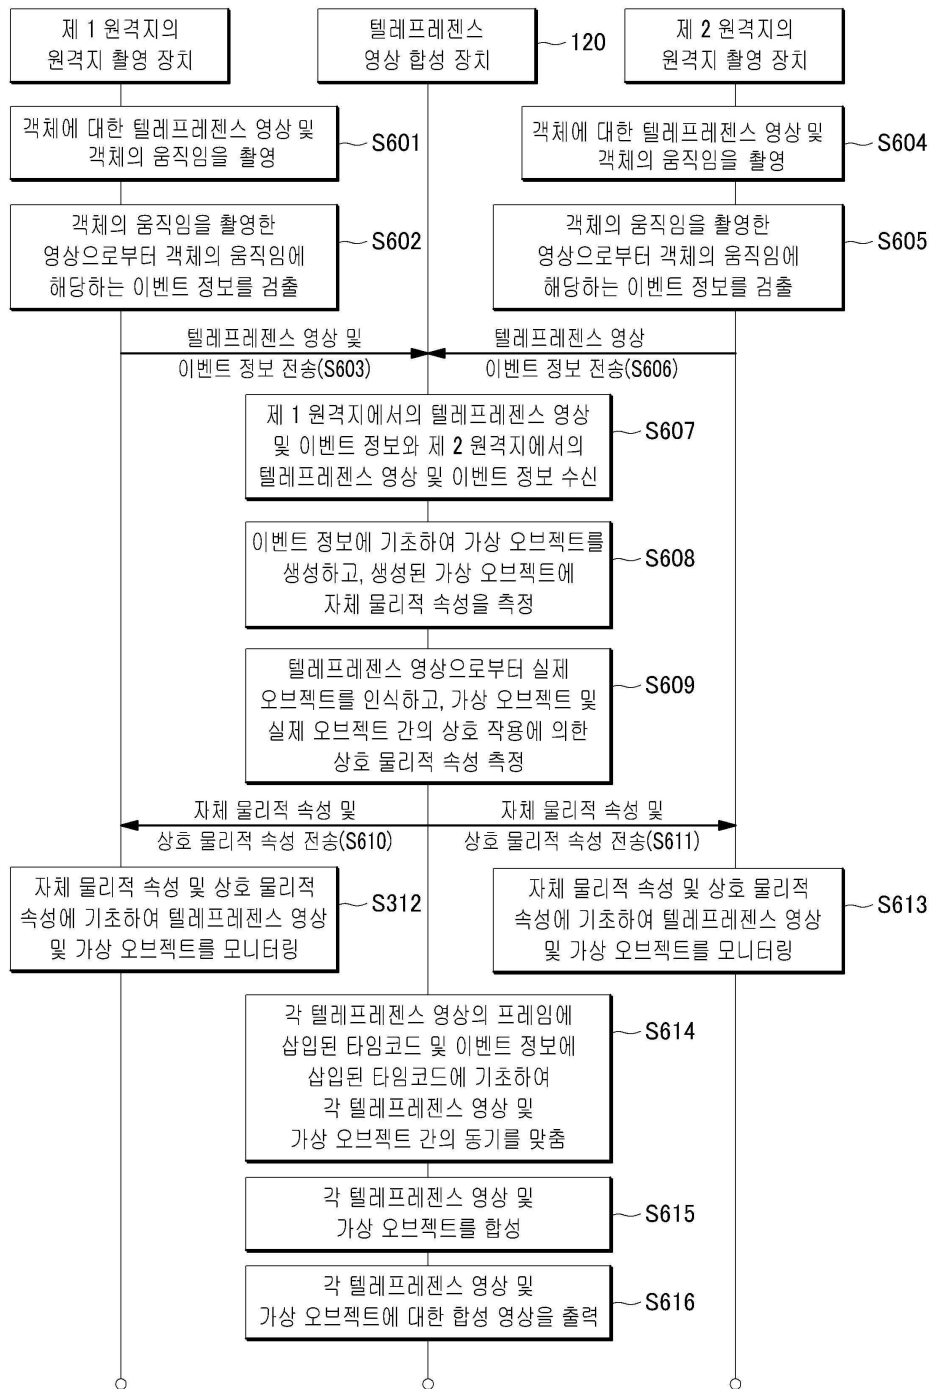 제 1 원격지의
원격지 촬영 장치
텔레프레젠스
영상 합성 장치
120
제 2 원격지의
원격지 촬영 장치
객체에 대한 텔레프레젠스 영상 및
객체의 움직임을 촬영
S601
객체에 대한 텔레프레젠스 영상 및
객체의 움직임을 촬영
S604
객체의 움직임을 촬영한
영상으로부터 객체의 움직임에
해당하는 이벤트 정보를 검출
S602
객체의 움직임을 촬영한
영상으로부터 객체의 움직임에
해당하는 이벤트 정보를 검출
S605
텔레프레젠스 영상 및
이벤트 정보 전송(S603)
텔레프레젠스 영상
이벤트 정보 전송(S606)
제 1 원격지에서의 텔레프레젠스 영상
및 이벤트 정보와 제 2 원격지에서의
텔레프레젠스 영상 및 이벤트 정보 수신
S607
이벤트 정보에 기초하여 가상 오브젝트를
생성하고, 생성된 가상 오브젝트에
자체 물리적 속성을 측정
S608
텔레프레젠스 영상으로부터 실제
오브젝트를 인식하고, 가상 오브젝트 및
실제 오브젝트 간의 상호 작용에 의한
상호 물리적 속성 측정
S609
자체 물리적 속성 및
상호 물리적 속성 전송(S610)
자체 물리적 속성 및
상호 물리적 속성 전송(S611)
자체 물리적 속성 및 상호 물리적
속성에 기초하여 텔레프레젠스 영상
및 가상 오브젝트를 모니터링
S312
자체 물리적 속성 및 상호 물리적
속성에 기초하여 텔레프레젠스 영상
및 가상 오브젝트를 모니터링
S613
각 텔레프레젠스 영상의 프레임에
삽입된 타임코드 및 이벤트 정보에
삽입된 타임코드에 기초하여
각 텔레프레젠스 영상 및
가상 오브젝트 간의 동기를 맞춤
S614
각 텔레프레젠스 영상 및
가상 오브젝트를 합성
S615
각 텔레프레젠스 영상 및
가상 오브젝트에 대한 합성 영상을 출력
S616